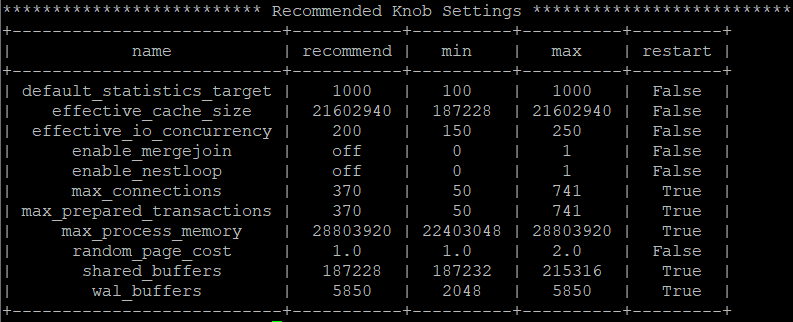 ************************** Recommended Knob Settings **************************
+---------------------------+-----------+----------+----------+---------+
|            name           | recommend |   min    |   max    | restart |
+---------------------------+-----------+----------+----------+---------+
| default_statistics_target |    1000   |   100    |   1000   |  False  |
|    effective_cache_size   |  21602940 |  187228  | 21602940 |  False  |
|  effective_io_concurrency |    200    |   150    |   250    |  False  |
|      enable_mergejoin     |    off    |    0     |    1     |  False  |
|      enable_nestloop      |    off    |    0     |    1     |  False  |
|      max_connections      |    370    |    50    |   741    |   True  |
| max_prepared_transactions |    370    |    50    |   741    |   True  |
|     max_process_memory    |  28803920 | 22403048 | 28803920 |   True  |
|      random_page_cost     |    1.0    |   1.0    |   2.0    |  False  |
|       shared_buffers      |   187228  |  187232  |  215316  |   True  |
|        wal_buffers        |    5850   |   2048   |   5850   |   True  |
+---------------------------+-----------+----------+----------+---------+